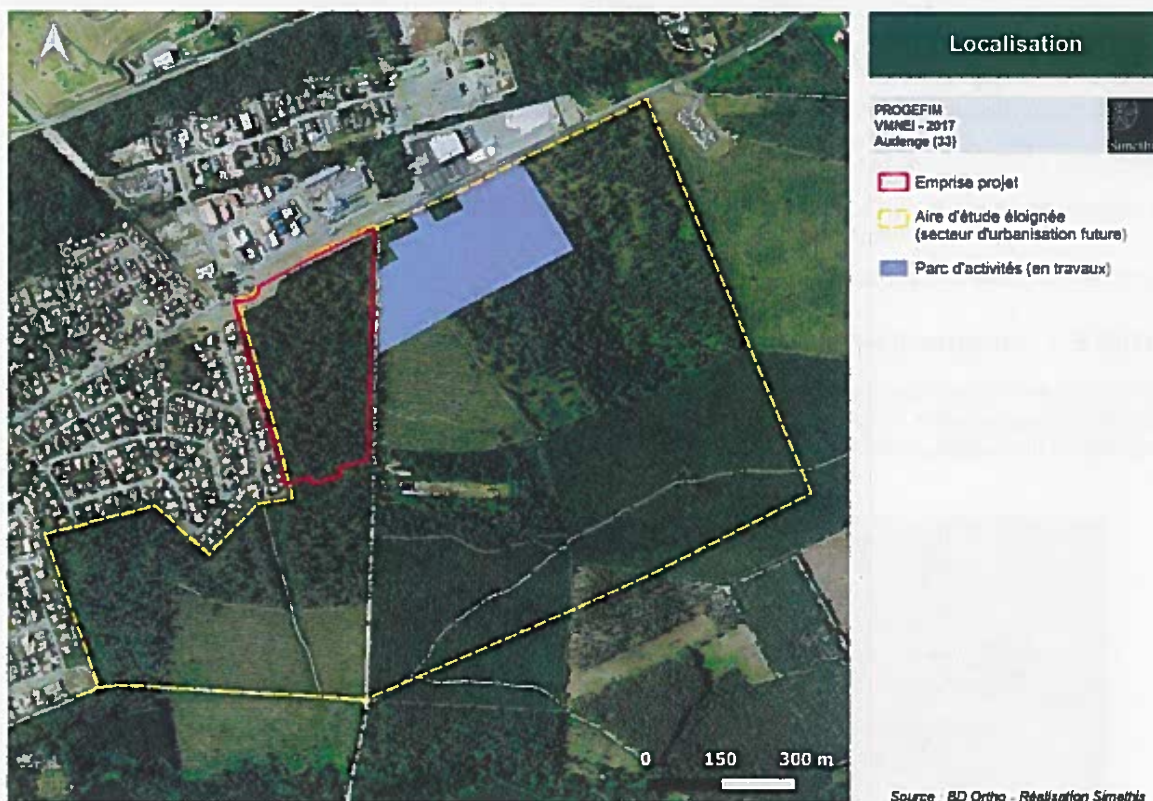 Localisation
PROGEFIM
VMNEI - 2017
Audenge (33)
Simethis
Emprise projet
Aire d'étude éloignée
(secteur d'urbanisation future)
Parc d'activités (en travaux)
0 150 300 m
Source : BD Ortho - Réalisation Simethis